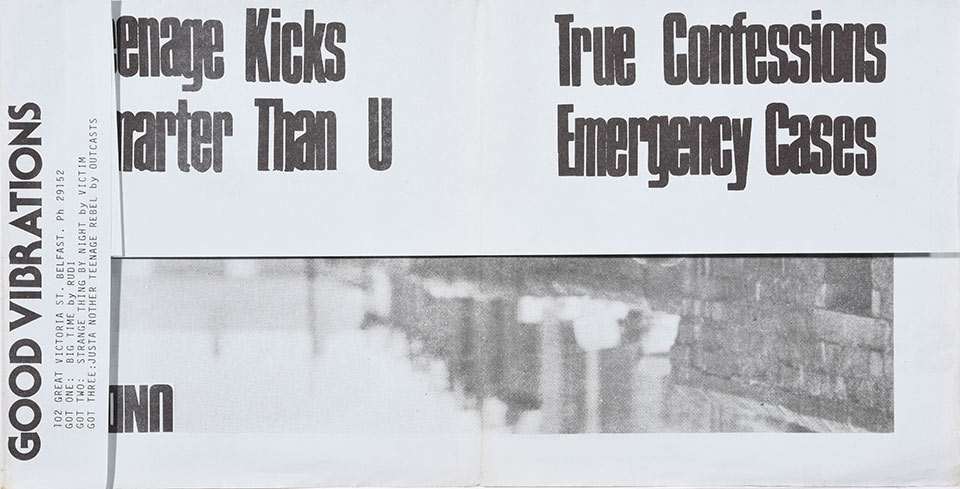 GOOD VIBRATIONS
102 GREAT VICTORIA ST. BELFAST. Ph 29152
GOT ONE: BIG TIME by RUDI
GOT TWO: STRANGE THING BY NIGHT by VICTIM
GOT THREE:JUSTA NOTHER TEENAGE REBEL by OUTCASTS
eenage Kicks
marter Than U
True Confessions
Emergency Cases